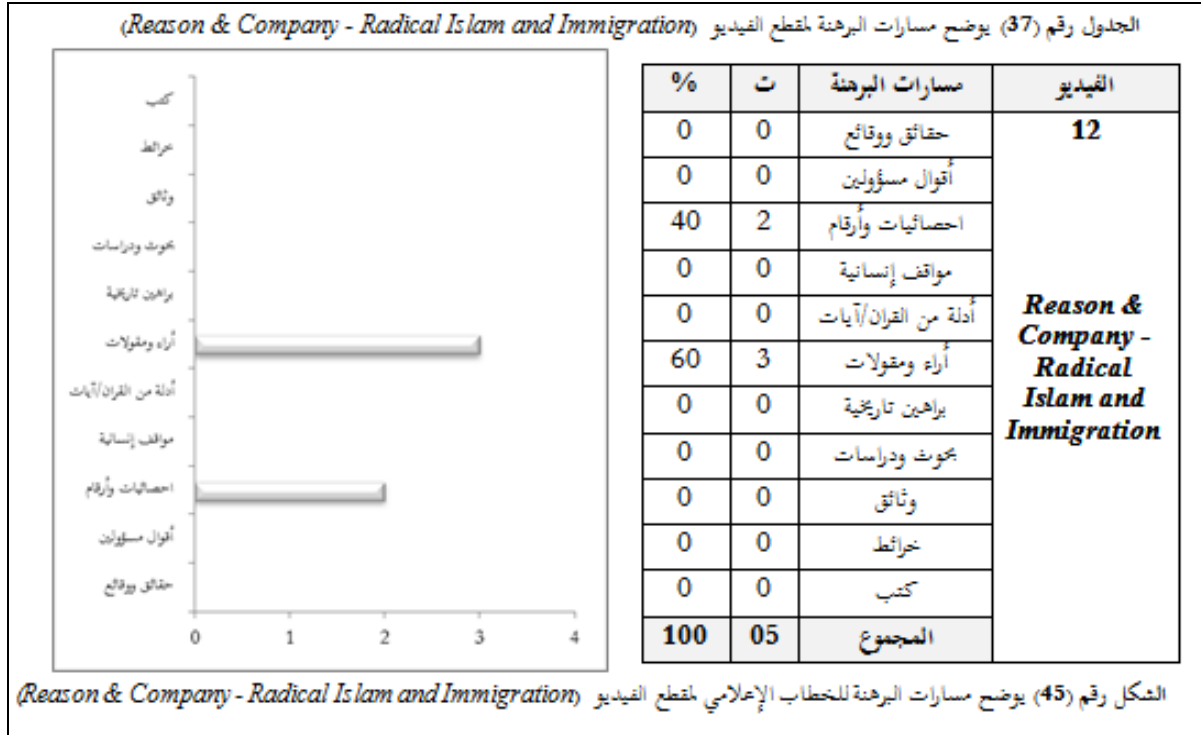 الجدول رقم (37) يوضح مسارات البرهنة لمقطع الفيديو (Reason & Company - Radical Islam and Immigration)
الفيديو مسارات البرهنة ت %
12
Reason &
Company -
Radical
Islam and
Immigration
حقائق ووقائع 0 0
أقوال مسؤولين 0 0
احصائيات وأرقام 2 40
مواقف إنسانية 0 0
أدلة من القران/آيات 0 0
أراء ومقولات 3 60
براهين تاريخية 0 0
بحوث ودراسات 0 0
وثائق 0 0
خرائط 0 0
كتب 0 0
المجموع 05 100
كتب
خرائط
وثائق
بحوث ودراسات
براهين تاريخية
أراء ومقولات
أدلة من القران/آيات
مواقف إنسانية
احصائيات وأرقام
أقوال مسؤولين
حقائق ووقائع
0 1 2 3 4
الشكل رقم (45) يوضح مسارات البرهنة للخطاب الإعلامي لمقطع الفيديو (Reason & Company - Radical Islam and Immigration)